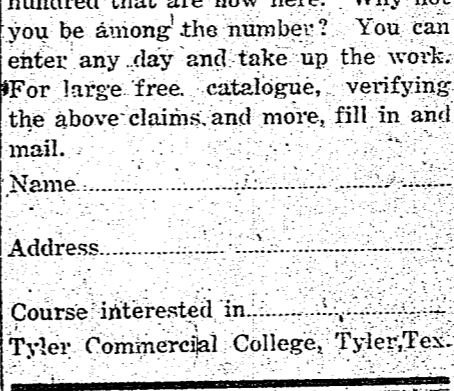 hundred that are now here. Why not
you be among the number? You can
enter any day and take up the work.
For large free catalogue, verifying
the above claims and more, fill in and
mail.
Name
Address
Course interested in
Tyler Commercial College, Tyler, Tex.